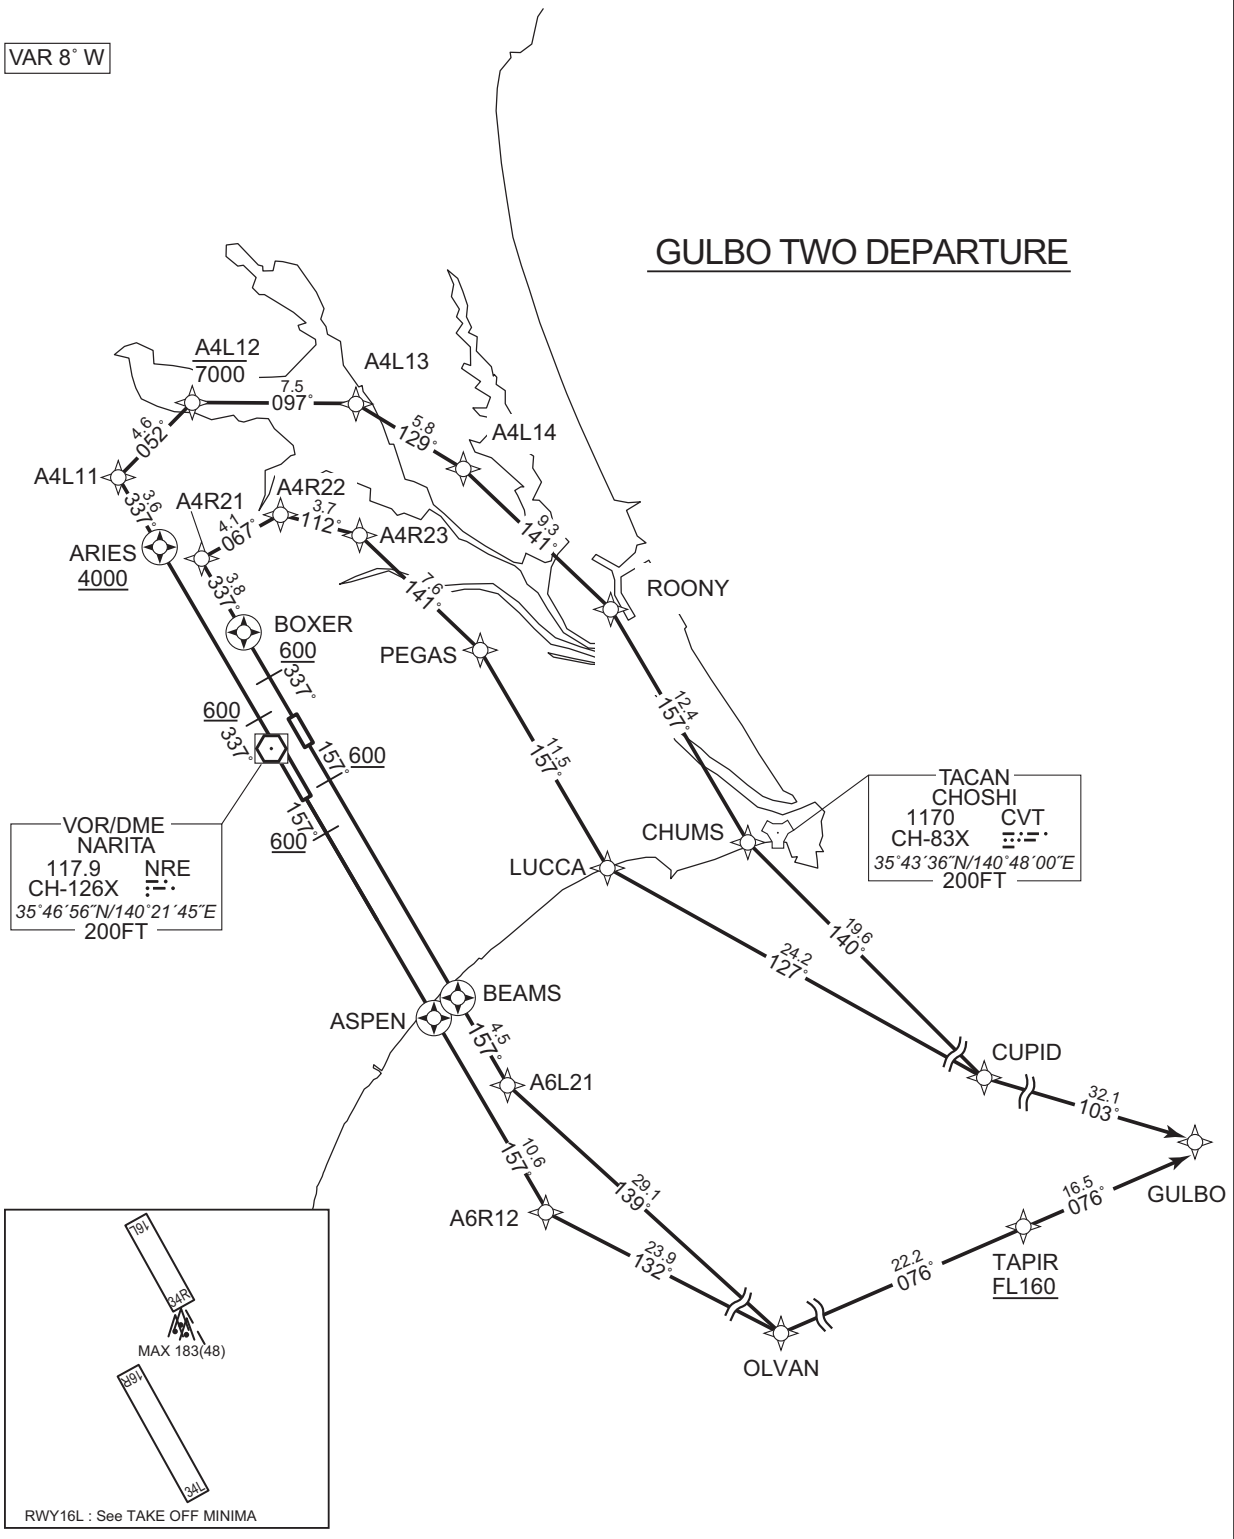 VAR 8˚ W
GULBO TWO DEPARTURE
A4L12
7000
A4L13
7.5
097˚
4.6
052˚
5.8
129˚
A4L14
A4L11
3.6
337˚
A4R21
A4R22
4.1
067˚
3.7
112˚
A4R23
9.3
141˚
ARIES
4000
3.8
337˚
7.6
141˚
ROONY
BOXER
600
337˚
PEGAS
600
337˚
12.4
157˚
11.5
157˚
157˚
600
157˚
600
VOR/DME
NARITA
117.9 NRE
CH-126X
35˚46´56˝N/140˚21´45˝E
200FT
TACAN
CHOSHI
1170 CVT
CH-83X
35˚43´36˝N/140˚48´00˝E
200FT
CHUMS
LUCCA
19.6
140˚
24.2
127˚
BEAMS
ASPEN
4.5
157˚
CUPID
A6L21
32.1
103˚
10.6
157˚
29.1
139˚
GULBO
16.5
076˚
A6R12
23.9
132˚
22.2
076˚
TAPIR
FL160
OLVAN
16L
34R
MAX 183(48)
16R
34L
RWY16L : See TAKE OFF MINIMA